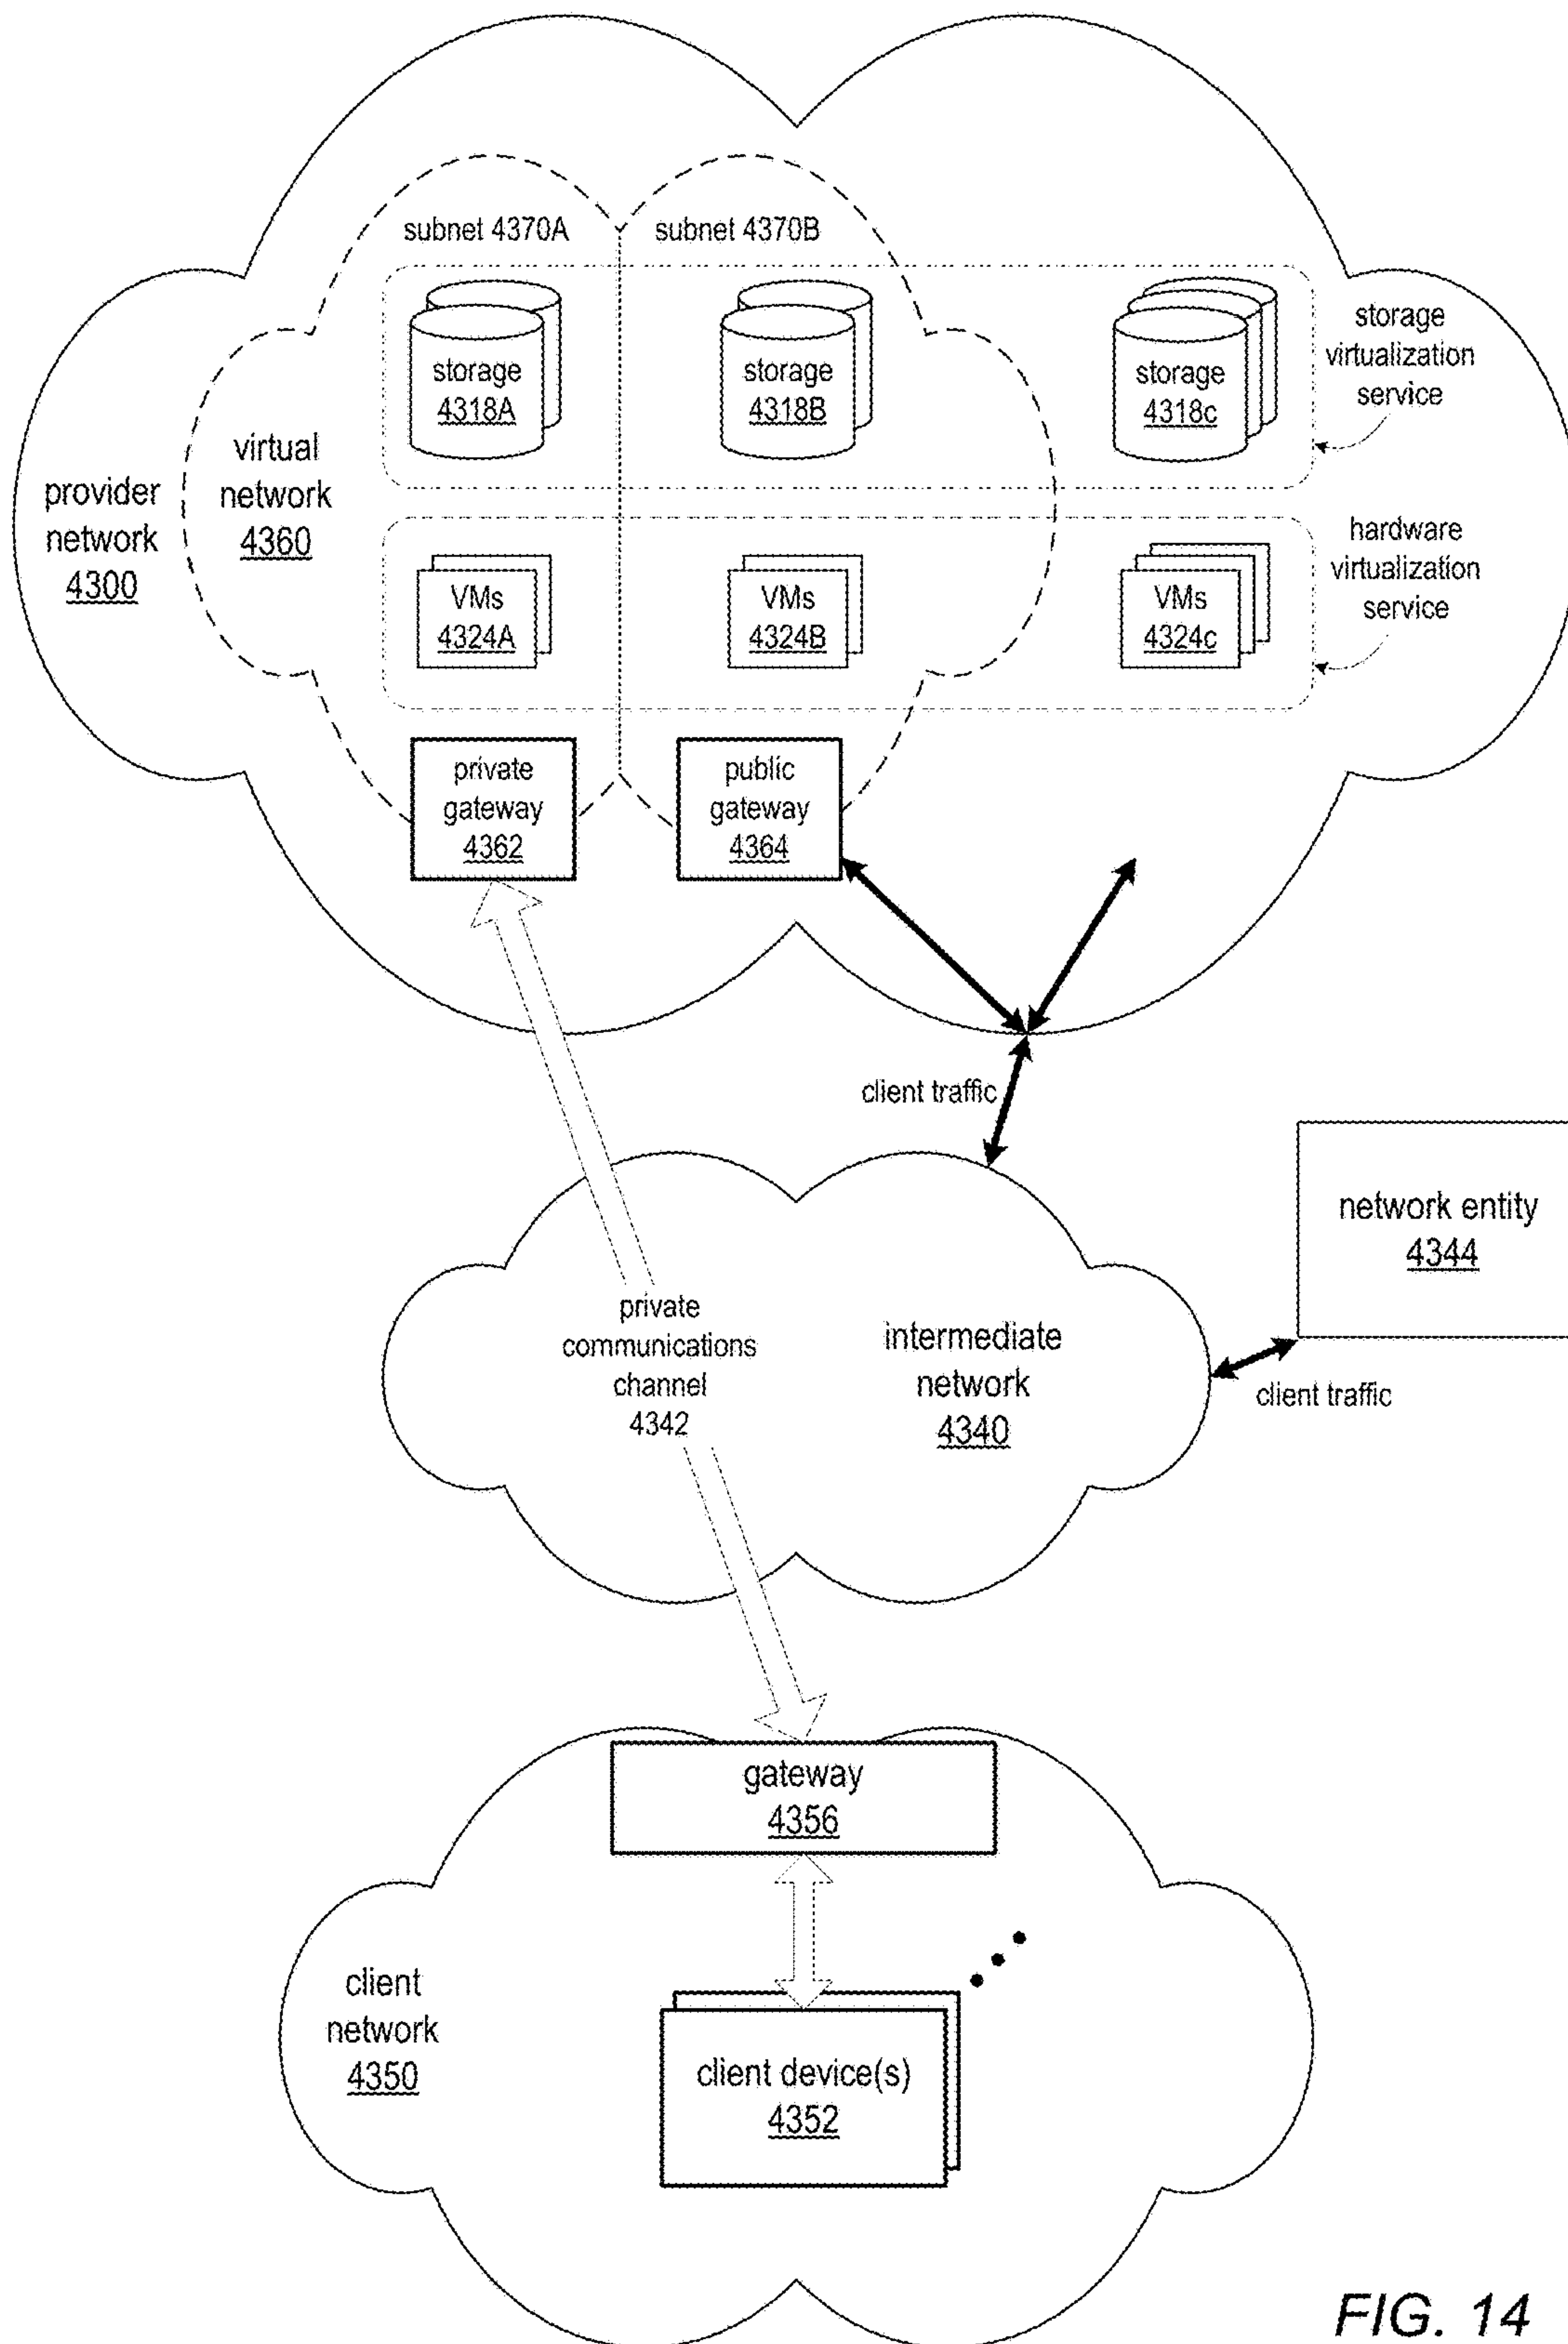 subnet 4370A
subnet 4370B
storage
4318A
storage
4318B
storage
4318c
storage
virtualization
service
provider
network
4300
virtual
network
4360
VMs
4324A
VMs
4324B
VMs
4324c
hardware
virtualization
service
private
gateway
4362
public
gateway
4364
client traffic
network entity
4344
client traffic
private
communications
channel
4342
intermediate
network
4340
gateway
4356
client
network
4350
client device(s)
4352
FIG. 14